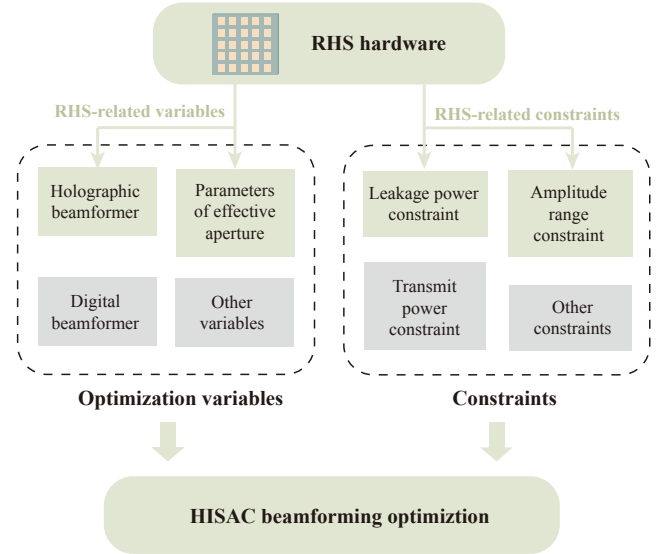 RHS hardware
RHS-related variables
RHS-related constraints
Holographic
beamformer
Parameters
of effective
aperture
Leakage power
constraint
Amplitude
range
constraint
Digital
beamformer
Other
variables
Transmit
power
constraint
Other
constraints
Optimization variables
Constraints
HISAC beamforming optimiztion